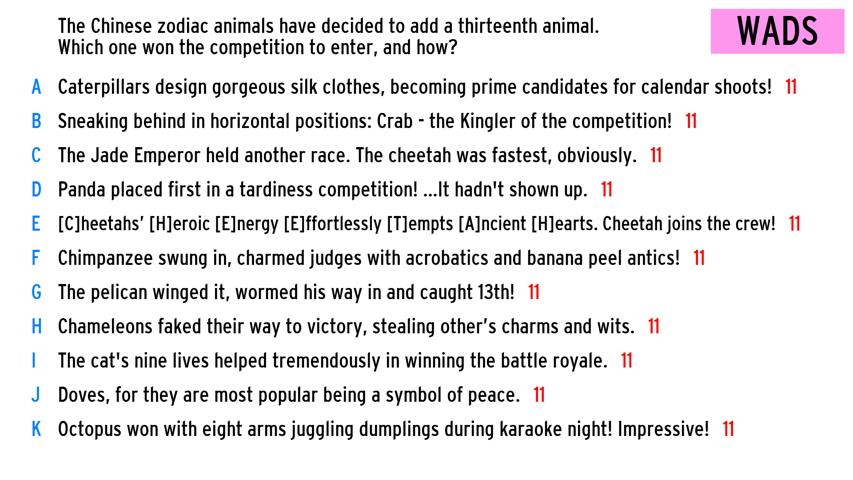 The Chinese zodiac animals have decided to add a thirteenth animal.
Which one won the competition to enter, and how?
WADS
A Caterpillars design gorgeous silk clothes, becoming prime candidates for calendar shoots! 11
B Sneaking behind in horizontal positions: Crab - the Kingler of the competition! 11
C The Jade Emperor held another race. The cheetah was fastest, obviously. 11
D Panda placed first in a tardiness competition! ...It hadn't shown up. 11
E [C]heetahs’ [H]eroic [E]nergy [E]ffortlessly [T]empts [A]ncient [H]earts. Cheetah joins the crew! 11
F Chimpanzee swung in, charmed judges with acrobatics and banana peel antics! 11
G The pelican winged it, wormed his way in and caught 13th! 11
H Chameleons faked their way to victory, stealing other’s charms and wits. 11
I The cat's nine lives helped tremendously in winning the battle royale. 11
J Doves, for they are most popular being a symbol of peace. 11
K Octopus won with eight arms juggling dumplings during karaoke night! Impressive! 11